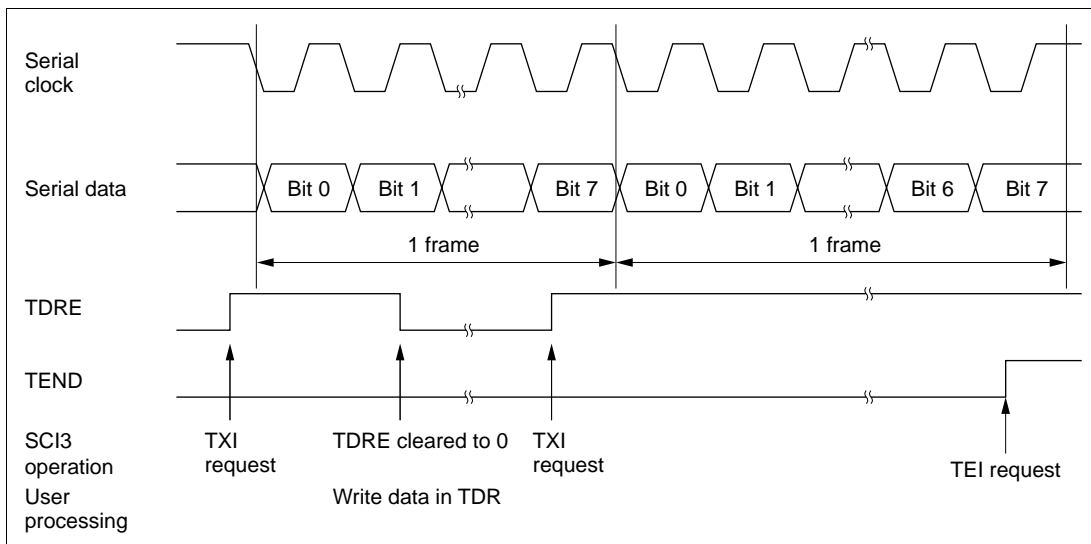 Serial
clock
Serial data
Bit 0
Bit 1
Bit 7
Bit 0
Bit 1
Bit 6
Bit 7
1 frame
1 frame
TDRE
TEND
SCI3
operation
TXI
request
TDRE cleared to 0
TXI
request
TEI request
User
processing
Write data in TDR